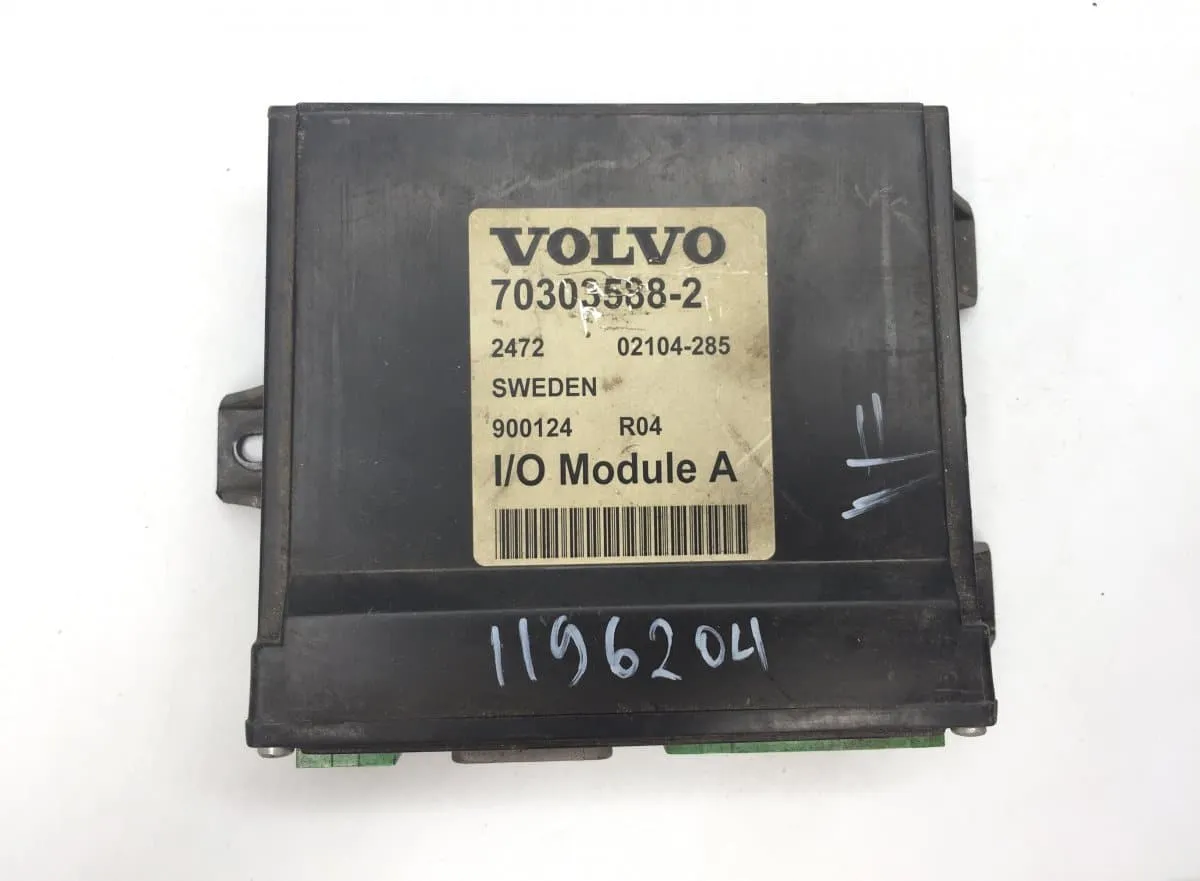 VOLVO
70303588-2
2472 02104-285
SWEDEN
900124 R04
I/O Module A
1196204